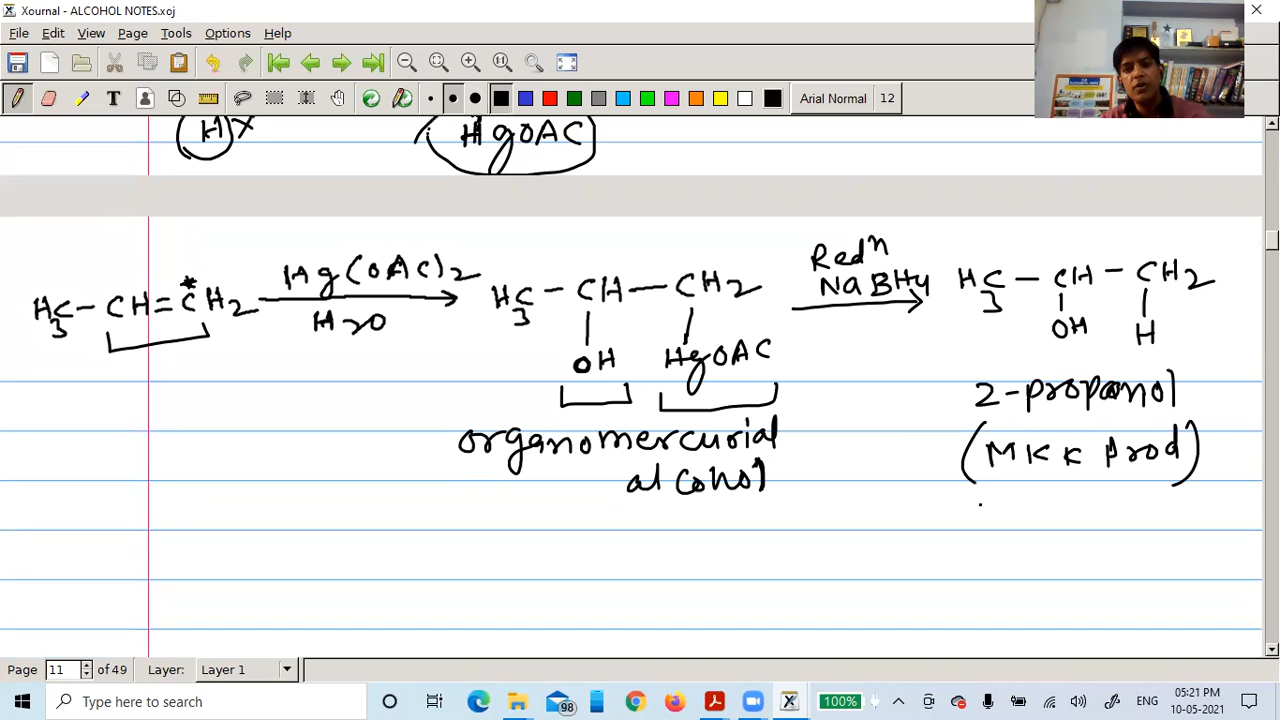 Xournal - ALCOHOL NOTES.xoj
File Edit View Page Tools Options Help
Arial Normal 12
H X HgOAC
H3C - CH = C*H2 Hg(OAC)2 H2O H3C - CH - CH2 Redn NaBH4 H3C - CH - CH2
OH HgOAC OH H
organomercurial
alcohol
2-propanol
(MKK Prod)
Page 11 of 49 Layer: Layer 1
Type here to search 98 100% ENG 05:21 PM
10-05-2021